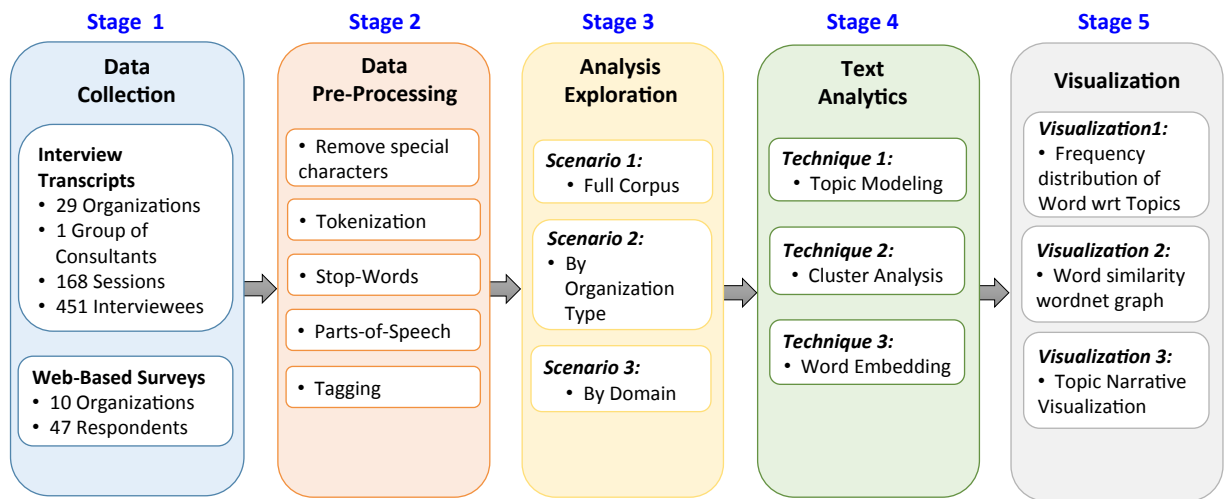 Stage 1
Data
Collection
Interview
Transcripts
• 29 Organizations
• 1 Group of
Consultants
• 168 Sessions
• 451 Interviewees
Web-Based Surveys
• 10 Organizations
• 47 Respondents
Stage 2
Data
Pre-Processing
• Remove special
characters
• Tokenization
• Stop-Words
• Parts-of-Speech
• Tagging
Stage 3
Analysis
Exploration
Scenario 1:
• Full Corpus
Scenario 2:
• By
Organization
Type
Scenario 3:
• By Domain
Stage 4
Text
Analytics
Technique 1:
• Topic Modeling
Technique 2:
• Cluster Analysis
Technique 3:
• Word Embedding
Stage 5
Visualization
Visualization1:
• Frequency
distribution of
Word wrt Topics
Visualization 2:
• Word similarity
wordnet graph
Visualization 3:
• Topic Narrative
Visualization